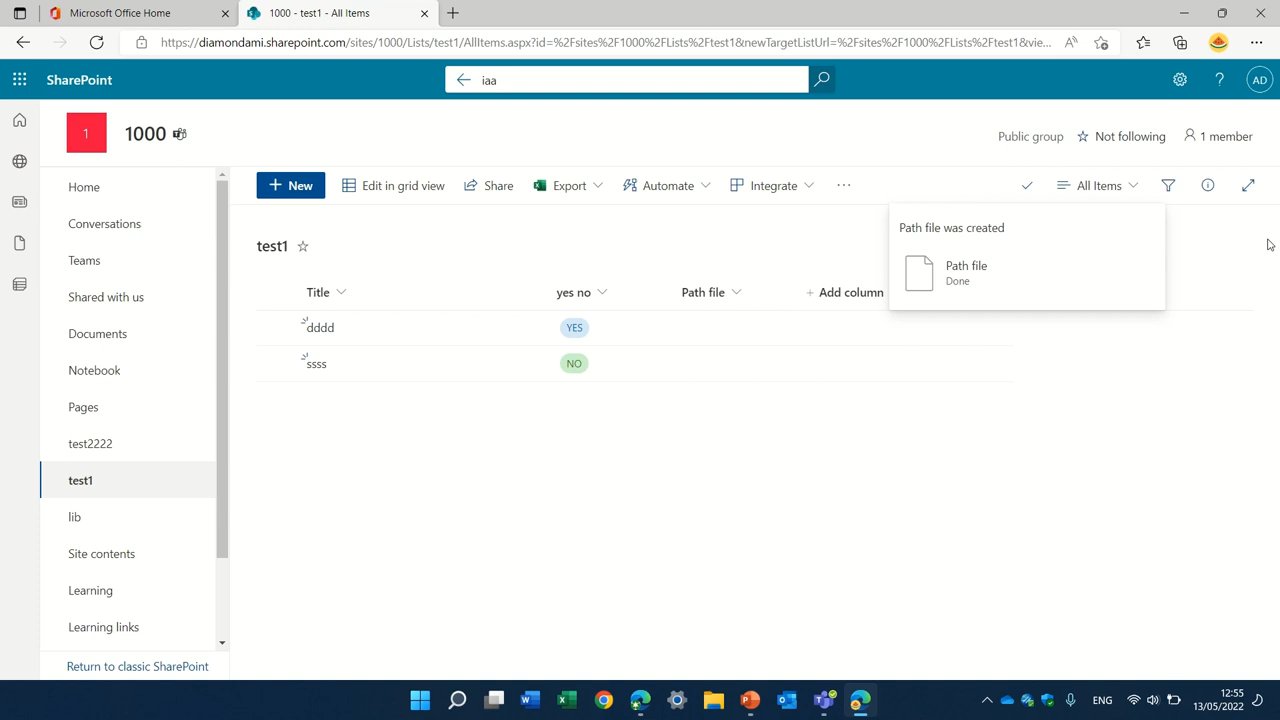 Microsoft Office Home
1000 - test1 - All Items
https://diamondami.sharepoint.com/sites/1000/Lists/test1/AllItems.aspx?id=%2Fsites%2F1000%2FLists%2Ftest1&newTargetListUrl=%2Fsites%2F1000%2FLists%2Ftest1&vie...
SharePoint
iaa
AD
1
1000
Public group
Not following
1 member
Home
Conversations
Teams
Shared with us
Documents
Notebook
Pages
test2222
test1
lib
Site contents
Learning
Learning links
Return to classic SharePoint
+ New
Edit in grid view
Share
Export
Automate
Integrate
...
All Items
Path file was created
Path file
Done
test1
Title
yes no
Path file
+ Add column
dddd
YES
ssss
NO
ENG
12:55
13/05/2022